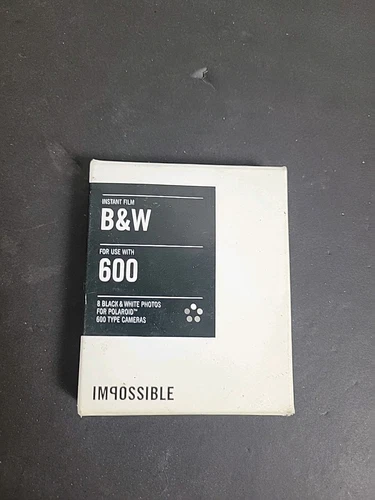 INSTANT FILM
B&W
FOR USE WITH
600
8 BLACK & WHITE PHOTOS
FOR POLAROID™
600 TYPE CAMERAS
IMPOSSIBLE